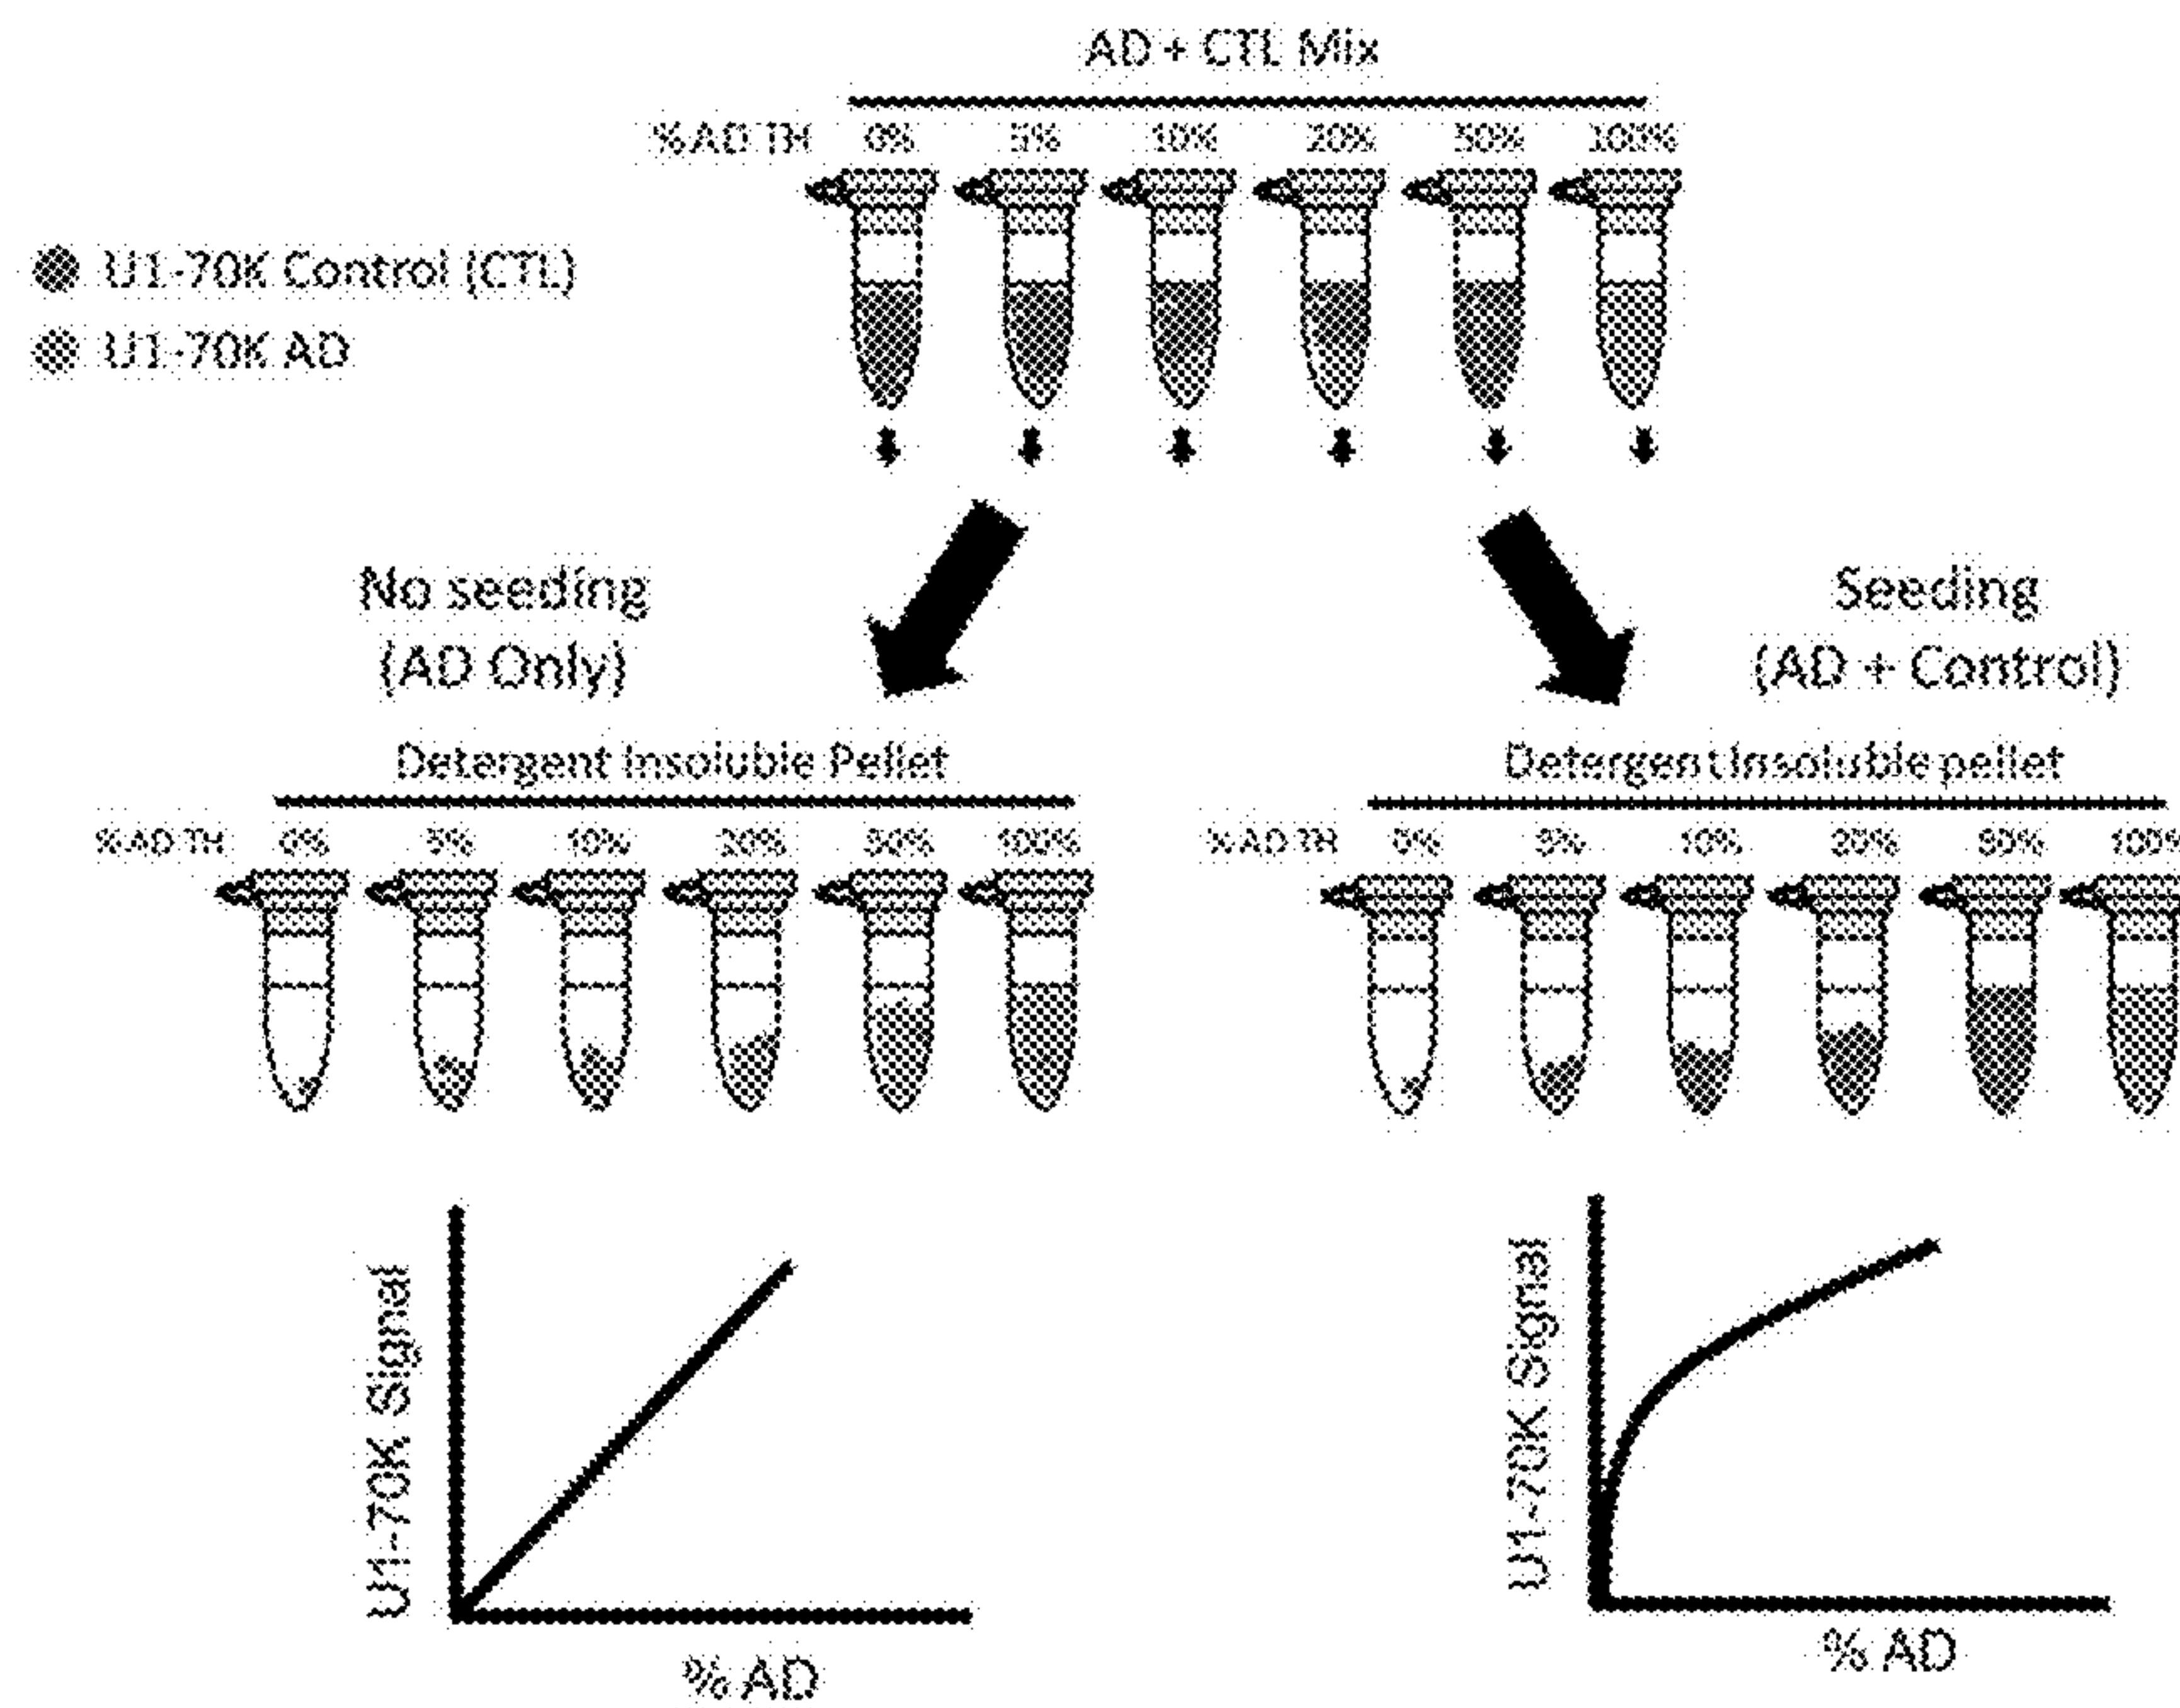 AD + CTL Mix
% AD TH 0% 5% 10% 20% 50% 100%
U1-70K Control (CTL)
U1-70K AD
No seeding
(AD Only)
Seeding
(AD + Control)
Detergent Insoluble Pellet
Detergent Insoluble pellet
% AD TH 0% 5% 10% 20% 50% 100%
% AD TH 0% 5% 10% 20% 50% 100%
U1-70K Signal
% AD
U1-70K Signal
% AD